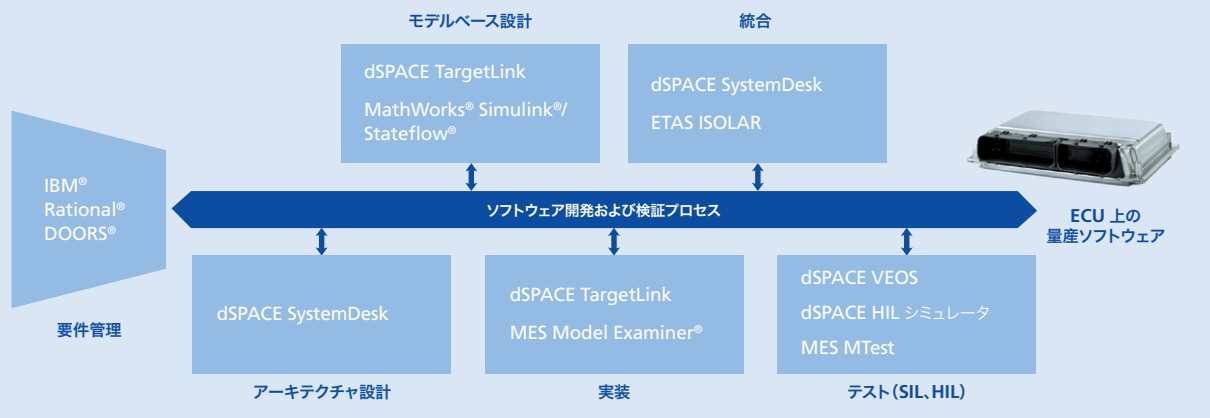 モデルベース設計
統合
dSPACE TargetLink
MathWorks® Simulink®/
Stateflow®
dSPACE SystemDesk
ETAS ISOLAR
IBM®
Rational®
DOORS®
要件管理
ソフトウェア開発および検証プロセス
ECU 上の
量産ソフトウェア
dSPACE SystemDesk
アーキテクチャ設計
dSPACE TargetLink
MES Model Examiner®
実装
dSPACE VEOS
dSPACE HIL シミュレータ
MES MTest
テスト（SIL、HIL）